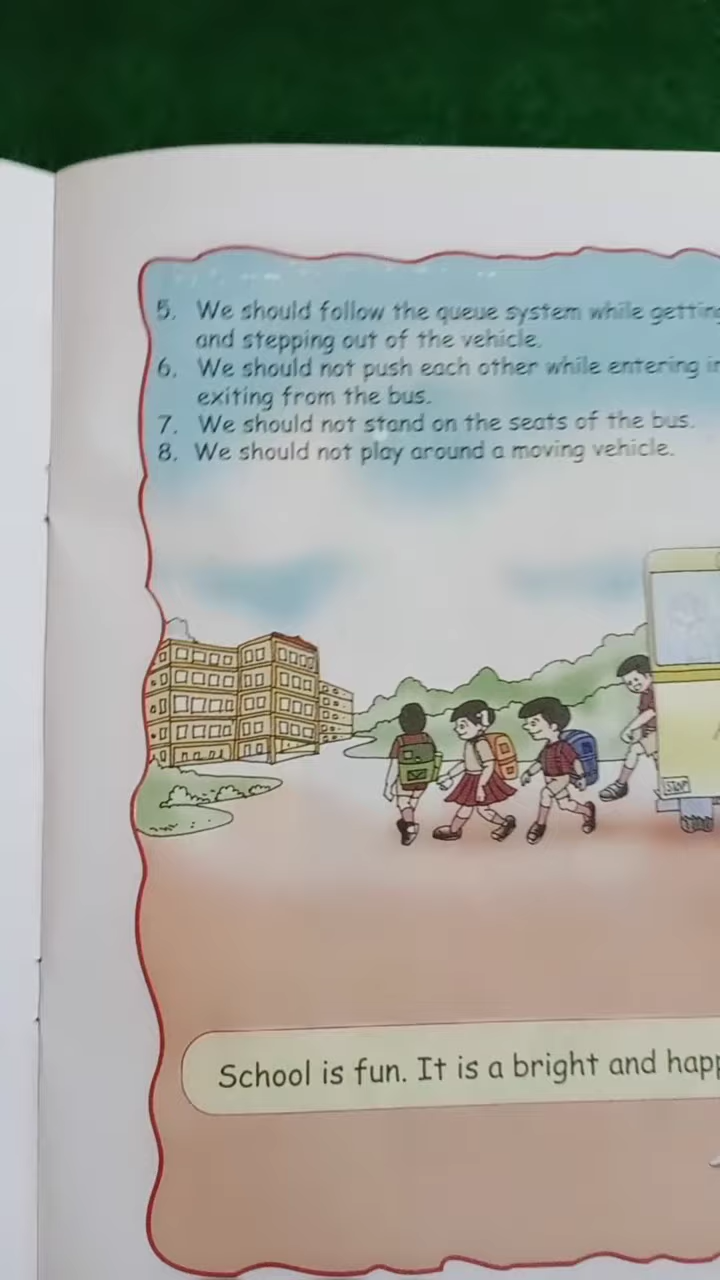 5. We should follow the queue system while getting
and stepping out of the vehicle.
6. We should not push each other while entering
exiting from the bus.
7. We should not stand on the seats of the bus.
8. We should not play around a moving vehicle.
STOP
School is fun. It is a bright and